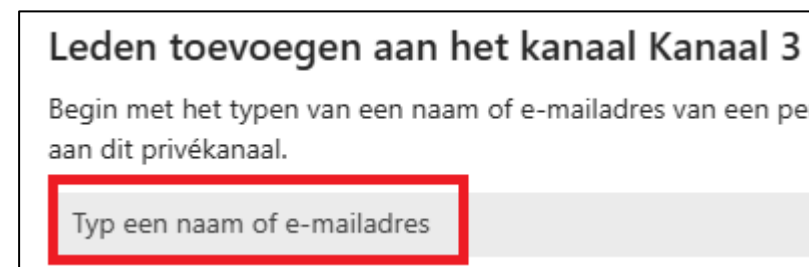 Leden toevoegen aan het kanaal Kanaal 3
Begin met het typen van een naam of e-mailadres van een
aan dit privékanaal.
Typ een naam of e-mailadres